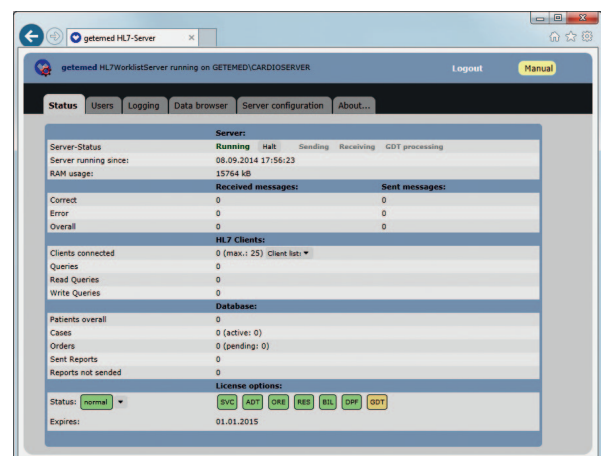 getemed HL7-Server
getemed HL7WorklistServer running on GETEMED\CARDIOSERVER Logout Manual
Status Users Logging Data browser Server configuration About...
Server:
Server-Status Running Halt Sending Receiving GDT processing
Server running since: 08.09.2014 17:56:23
RAM usage: 15764 kB
Received messages: Sent messages:
Correct 0 0
Error 0 0
Overall 0 0
HL7 Clients:
Clients connected 0 (max.: 25) Client list:
Queries 0
Read Queries 0
Write Queries 0
Database:
Patients overall 0
Cases 0 (active: 0)
Orders 0 (pending: 0)
Sent Reports 0
Reports not sended 0
License options:
Status: normal SVC ADT ORE RES BIL DPF GDT
Expires: 01.01.2015